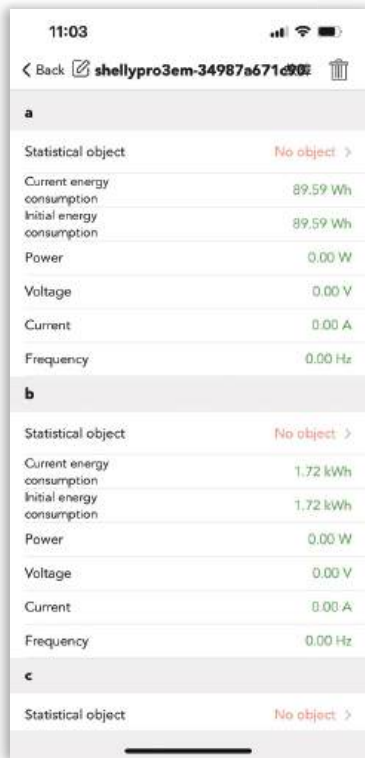 11:03
Back shellypro3em-34987a671c90
a
Statistical object No object >
Current energy
consumption 89.59 Wh
Initial energy
consumption 89.59 Wh
Power 0.00 W
Voltage 0.00 V
Current 0.00 A
Frequency 0.00 Hz
b
Statistical object No object >
Current energy
consumption 1.72 kWh
Initial energy
consumption 1.72 kWh
Power 0.00 W
Voltage 0.00 V
Current 0.00 A
Frequency 0.00 Hz
c
Statistical object No object >